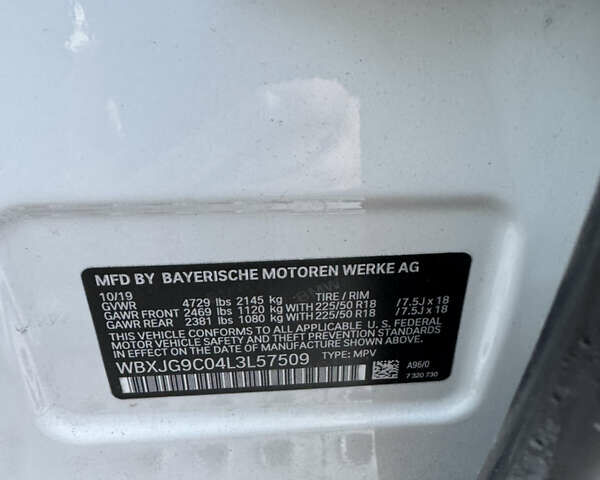 MFD BY BAYERISCHE MOTOREN WERKE AG
10/19
GVWR 4729 lbs 2145 kg TIRE / RIM
GAWR FRONT 2469 lbs 1120 kg WITH 225/50 R18 /7.5J x 18
GAWR REAR 2381 lbs 1080 kg WITH 225/50 R18 /7.5J x 18
THIS VEHICLE CONFORMS TO ALL APPLICABLE U. S. FEDERAL
MOTOR VEHICLE SAFETY AND THEFT PREVENTION STANDARDS
IN EFFECT ON THE DATE OF MANUFACTURE SHOWN ABOVE.
WBXJG9C04L3L57509 TYPE: MPV A96/0
7 320 730